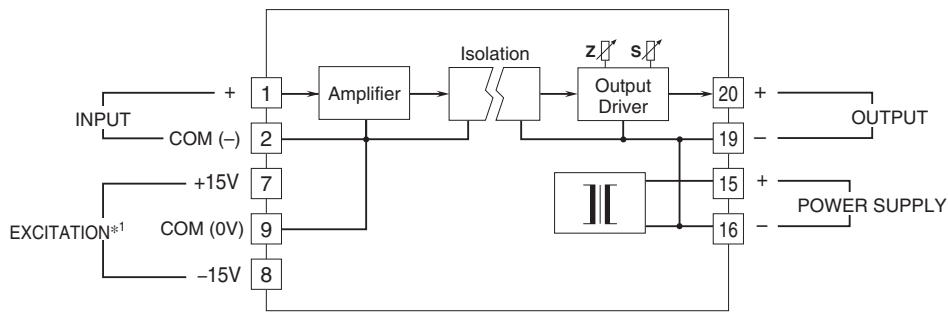 Isolation
Z S
+ 1 Amplifier Output Driver 20 +
INPUT OUTPUT
COM (–) 2 19 –
+15V 7 15 +
EXCITATION*1 COM (0V) 9 POWER SUPPLY
16 –
–15V 8